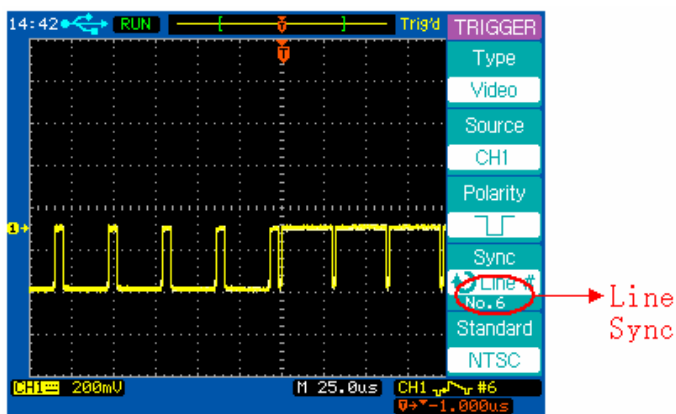 14:42 RUN Trig'd TRIGGER
T
T
Type
Video
Source
CH1
Polarity
1
Sync
Line #
No.6
Line
Sync
Standard
NTSC
CH1 200mV M 25.0us CH1 #6
T→▼-1.000us